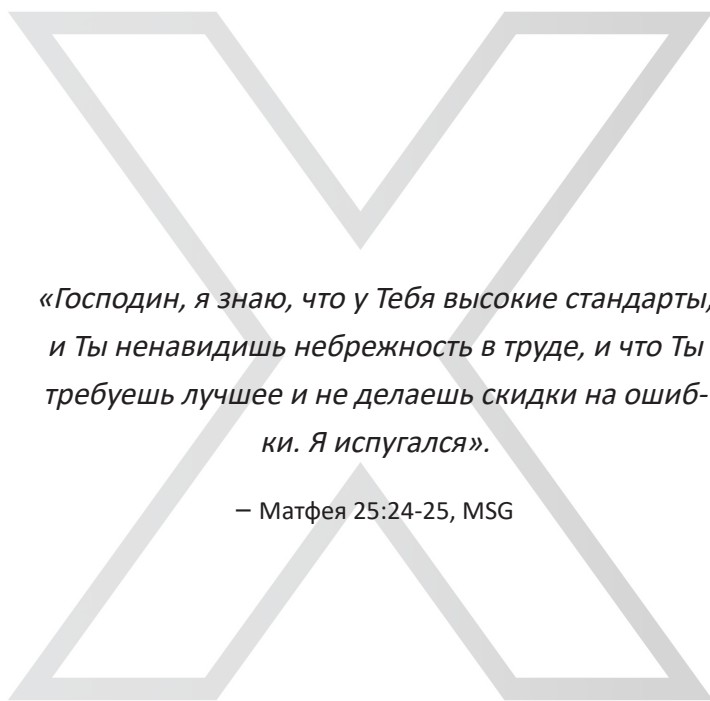 «Господин, я знаю, что у Тебя высокие стандарты,
и Ты ненавидишь небрежность в труде, и что Ты
требуешь лучшее и не делаешь скидки на ошиб-
ки. Я испугался».
– Матфея 25:24-25, MSG